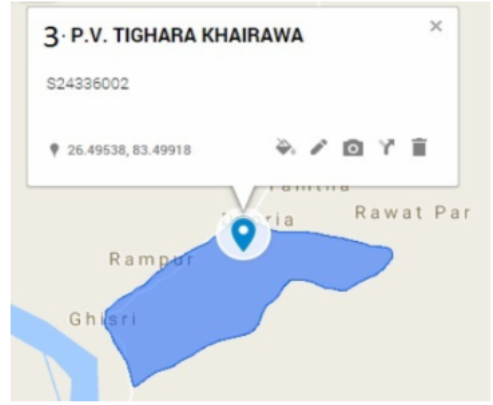 3. P.V. TIGHARA KHAIRAWA
S24336002
26.49538, 83.49918
Rawat Par
Rampur
Ghisri